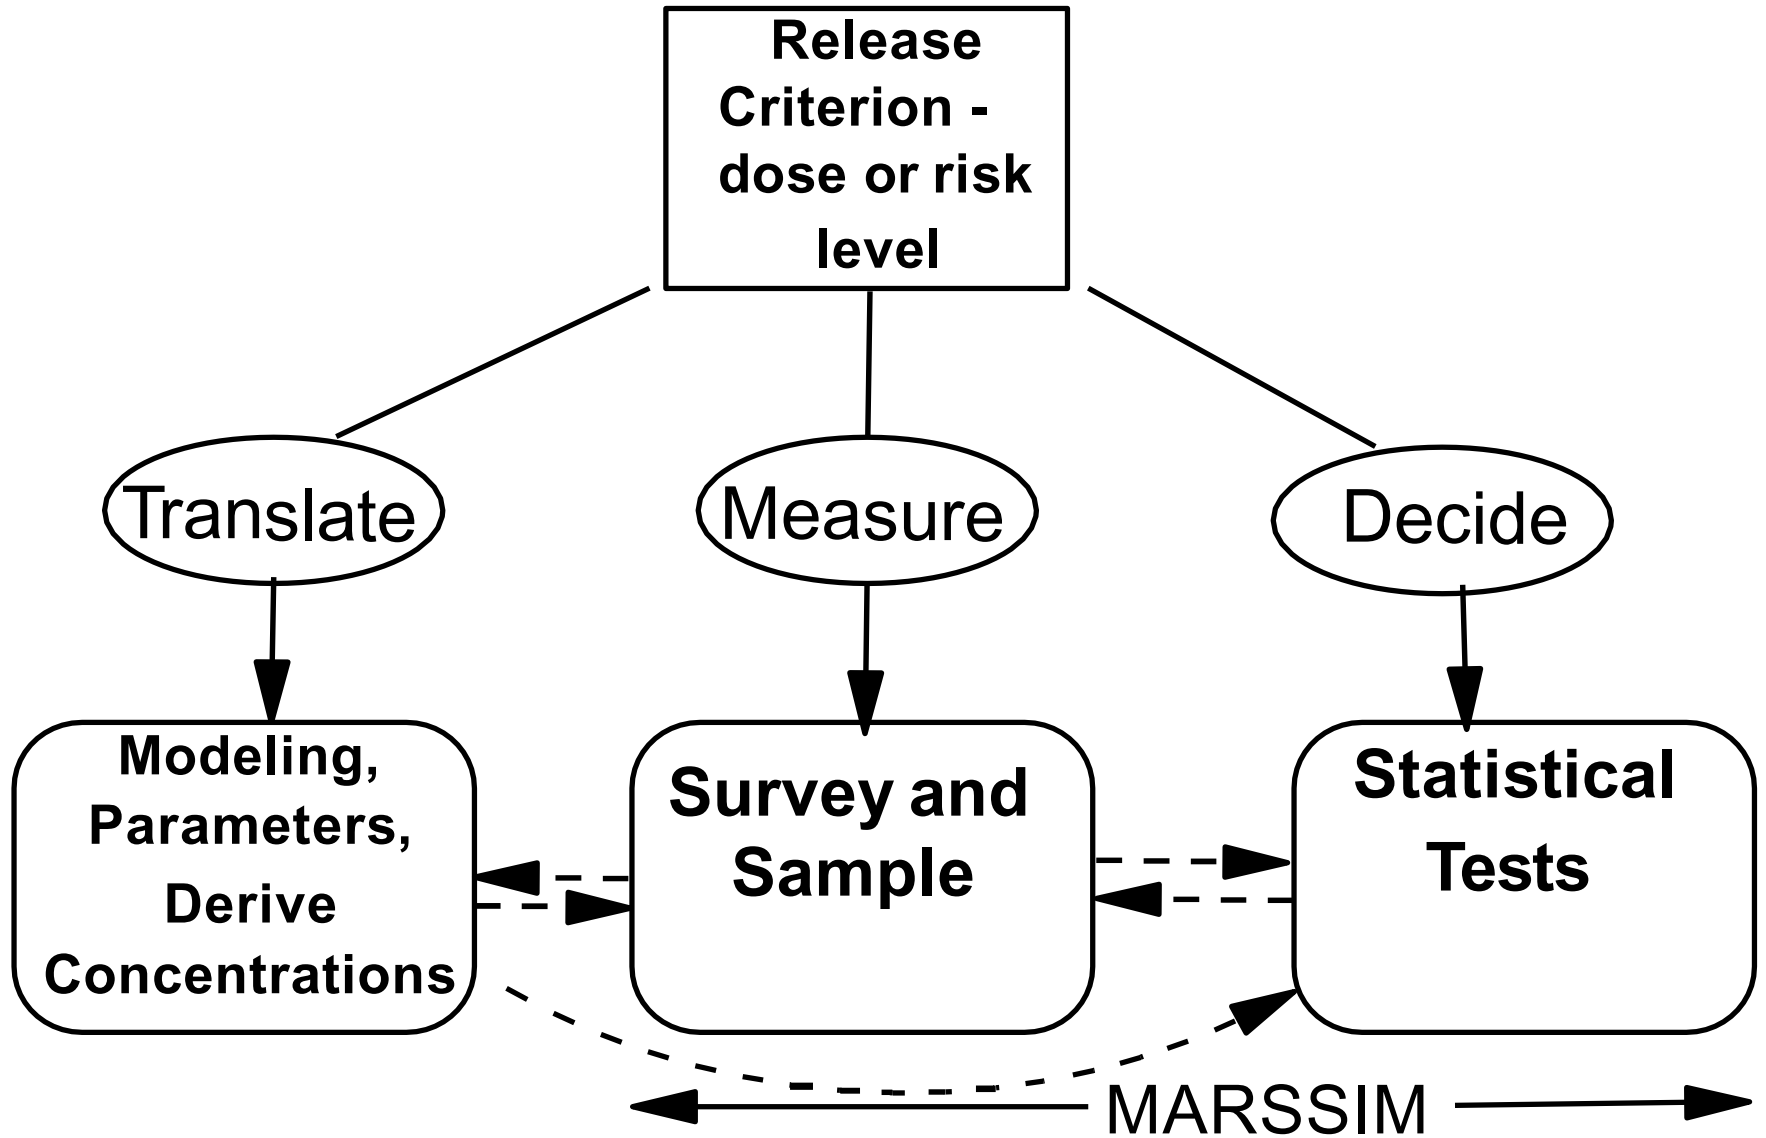 Release
Criterion -
dose or risk
level
Translate
Measure
Decide
Modeling,
Parameters,
Derive
Concentrations
Survey and
Sample
Statistical
Tests
MARSSIM